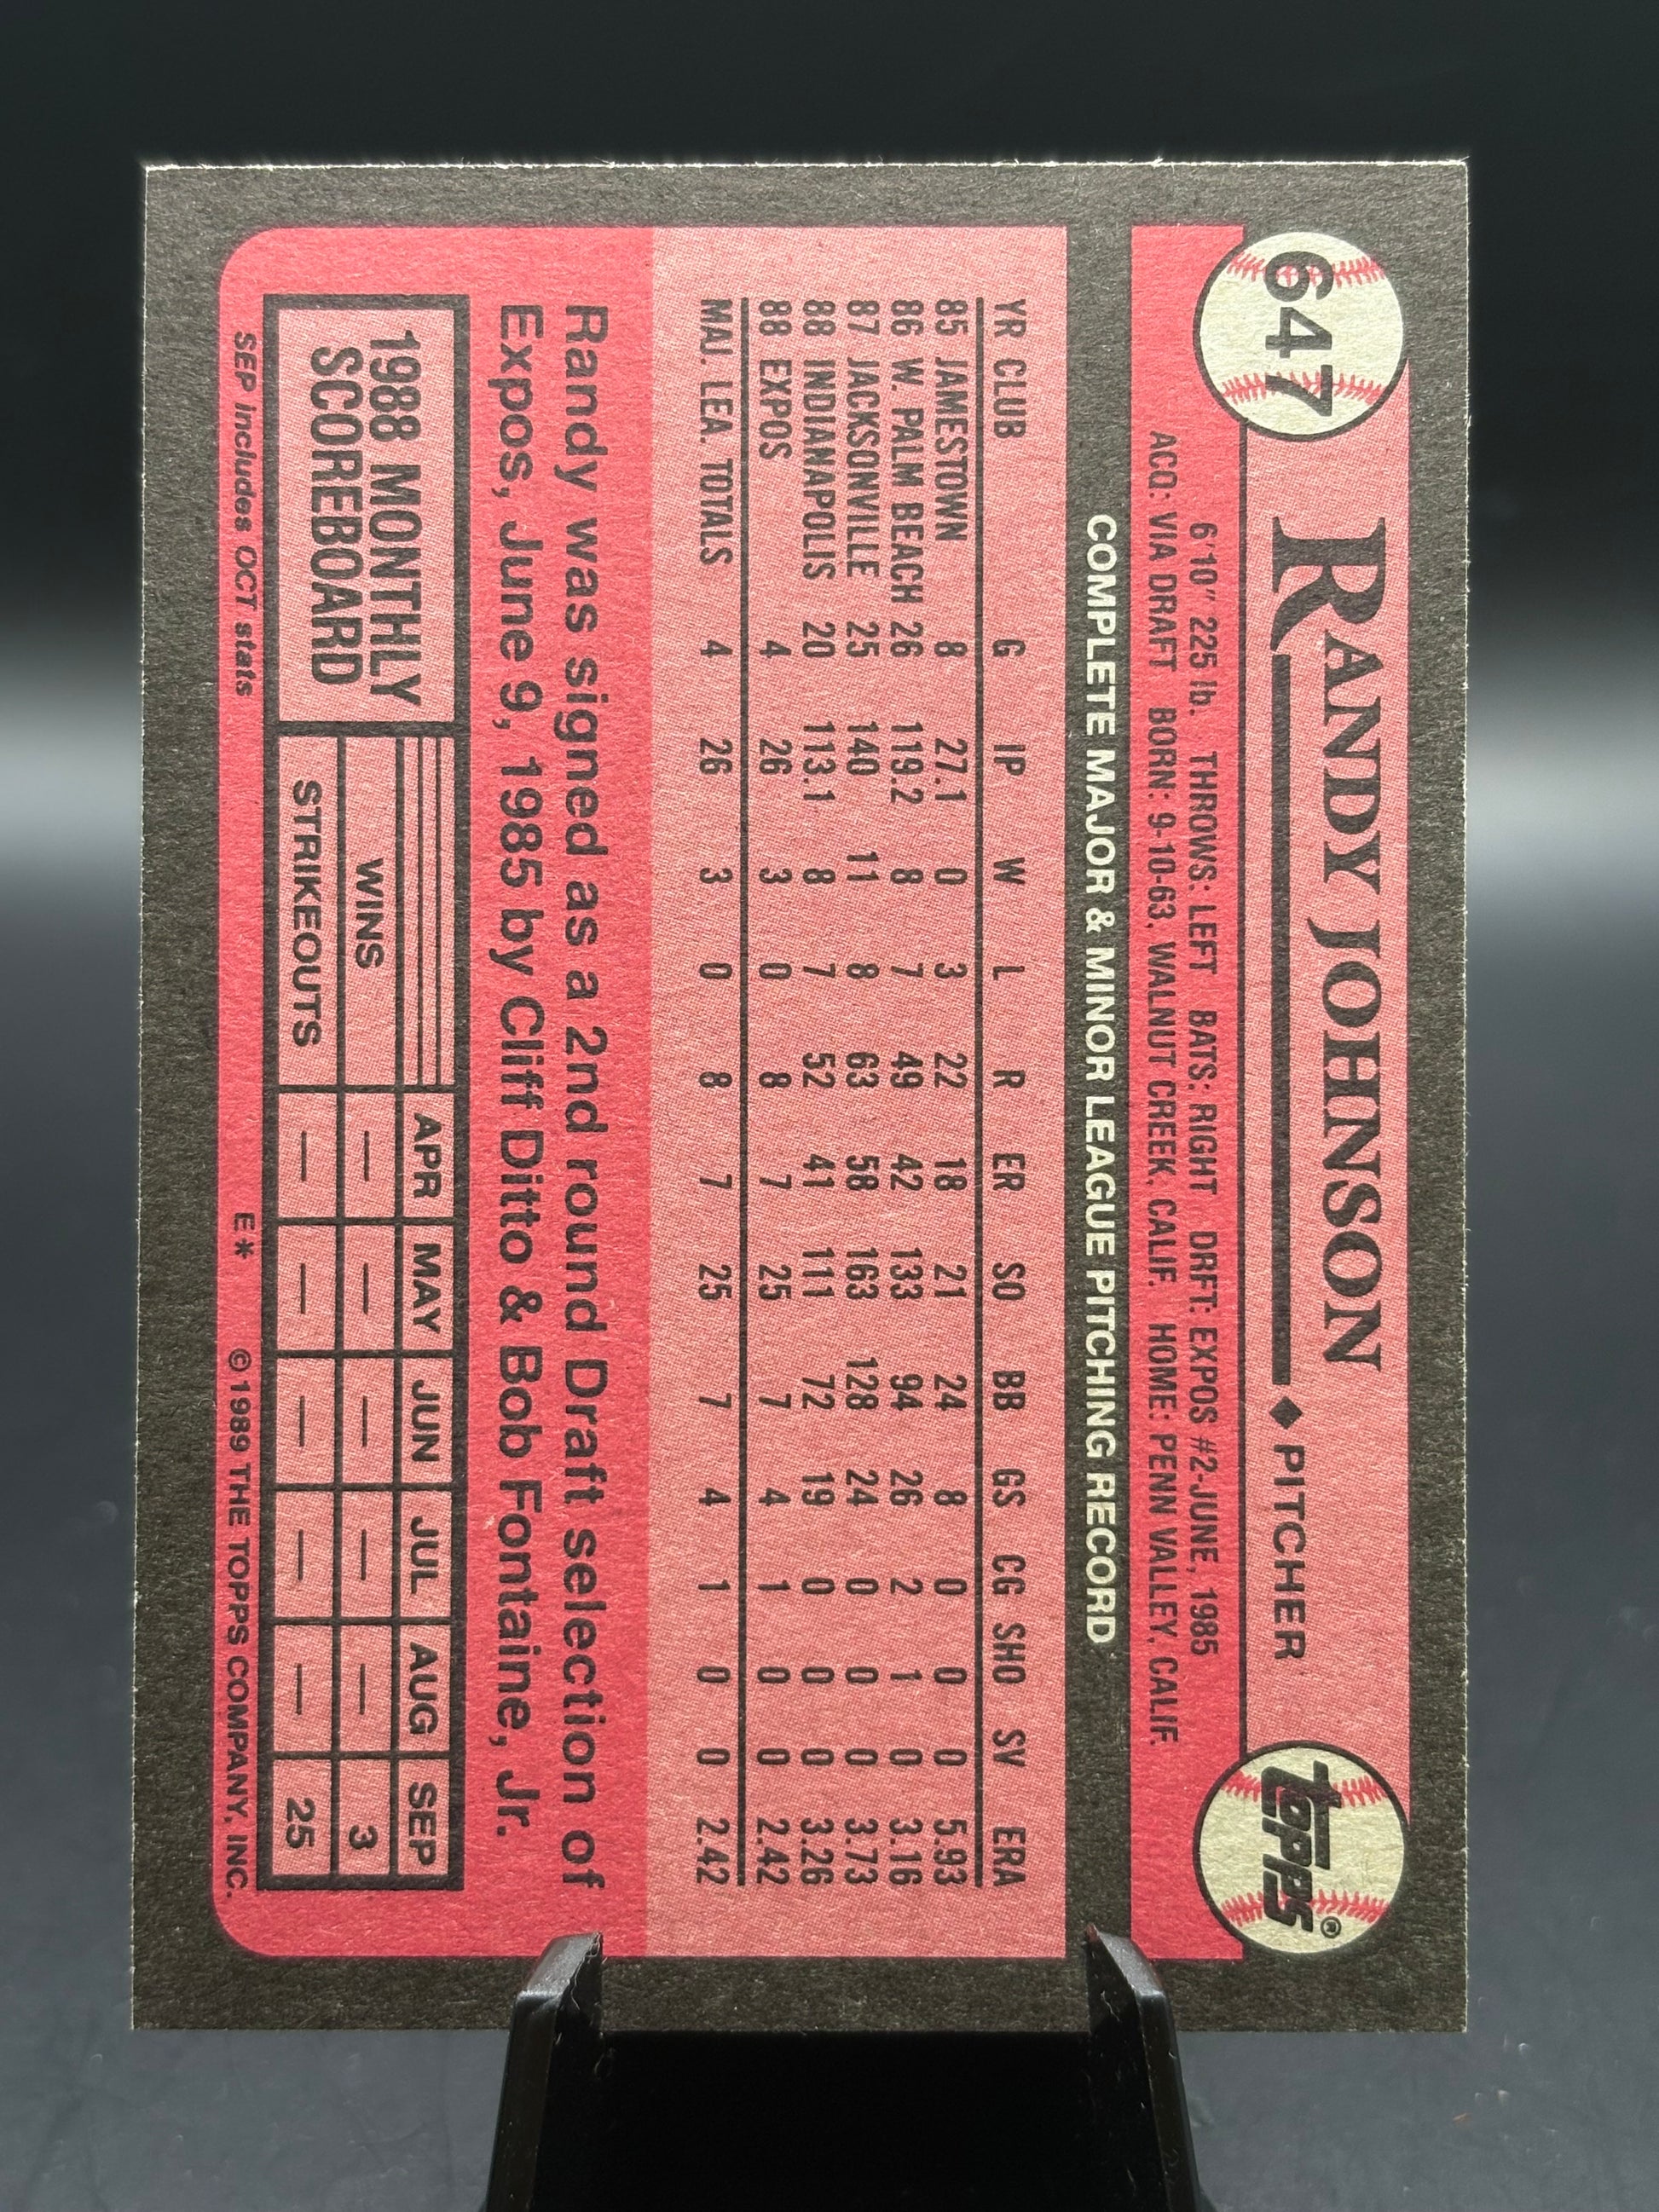 647
RANDY JOHNSON ◆ PITCHER
topps®
6'10" 225 lb. THROWS: LEFT BATS: RIGHT DRFT: EXPOS #2-JUNE, 1985
ACQ: VIA DRAFT BORN: 9-10-63, WALNUT CREEK, CALIF. HOME: PENN VALLEY, CALIF.
COMPLETE MAJOR & MINOR LEAGUE PITCHING RECORD
YR CLUB G IP W L R ER SO BB GS CG SHO SV ERA
85 JAMESTOWN 8 27.1 0 3 22 18 21 24 8 0 0 0 5.93
86 W. PALM BEACH 26 119.2 8 7 49 42 133 94 26 2 1 0 3.16
87 JACKSONVILLE 25 140 11 8 63 58 163 128 24 0 0 0 3.73
88 INDIANAPOLIS 20 113.1 8 7 52 41 111 72 19 0 0 0 3.26
88 EXPOS 4 26 3 0 8 7 25 7 4 1 0 0 2.42
MAJ. LEA. TOTALS 4 26 3 0 8 7 25 7 4 1 0 0 2.42
Randy was signed as a 2nd round Draft selection of
Expos, June 9, 1985 by Cliff Ditto & Bob Fontaine, Jr.
1988 MONTHLY
SCOREBOARD
APR MAY JUN JUL AUG SEP
WINS — — — — — 3
STRIKEOUTS — — — — — 25
SEP includes OCT stats E* ©1989 THE TOPPS COMPANY, INC.